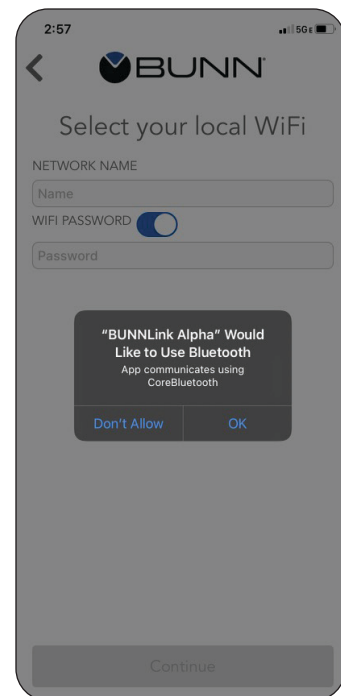 2:57
5G E
BUNN
Select your local WiFi
NETWORK NAME
Name
WIFI PASSWORD
Password
“BUNNLink Alpha” Would
Like to Use Bluetooth
App communicates using
CoreBluetooth
Don't Allow OK
Continue